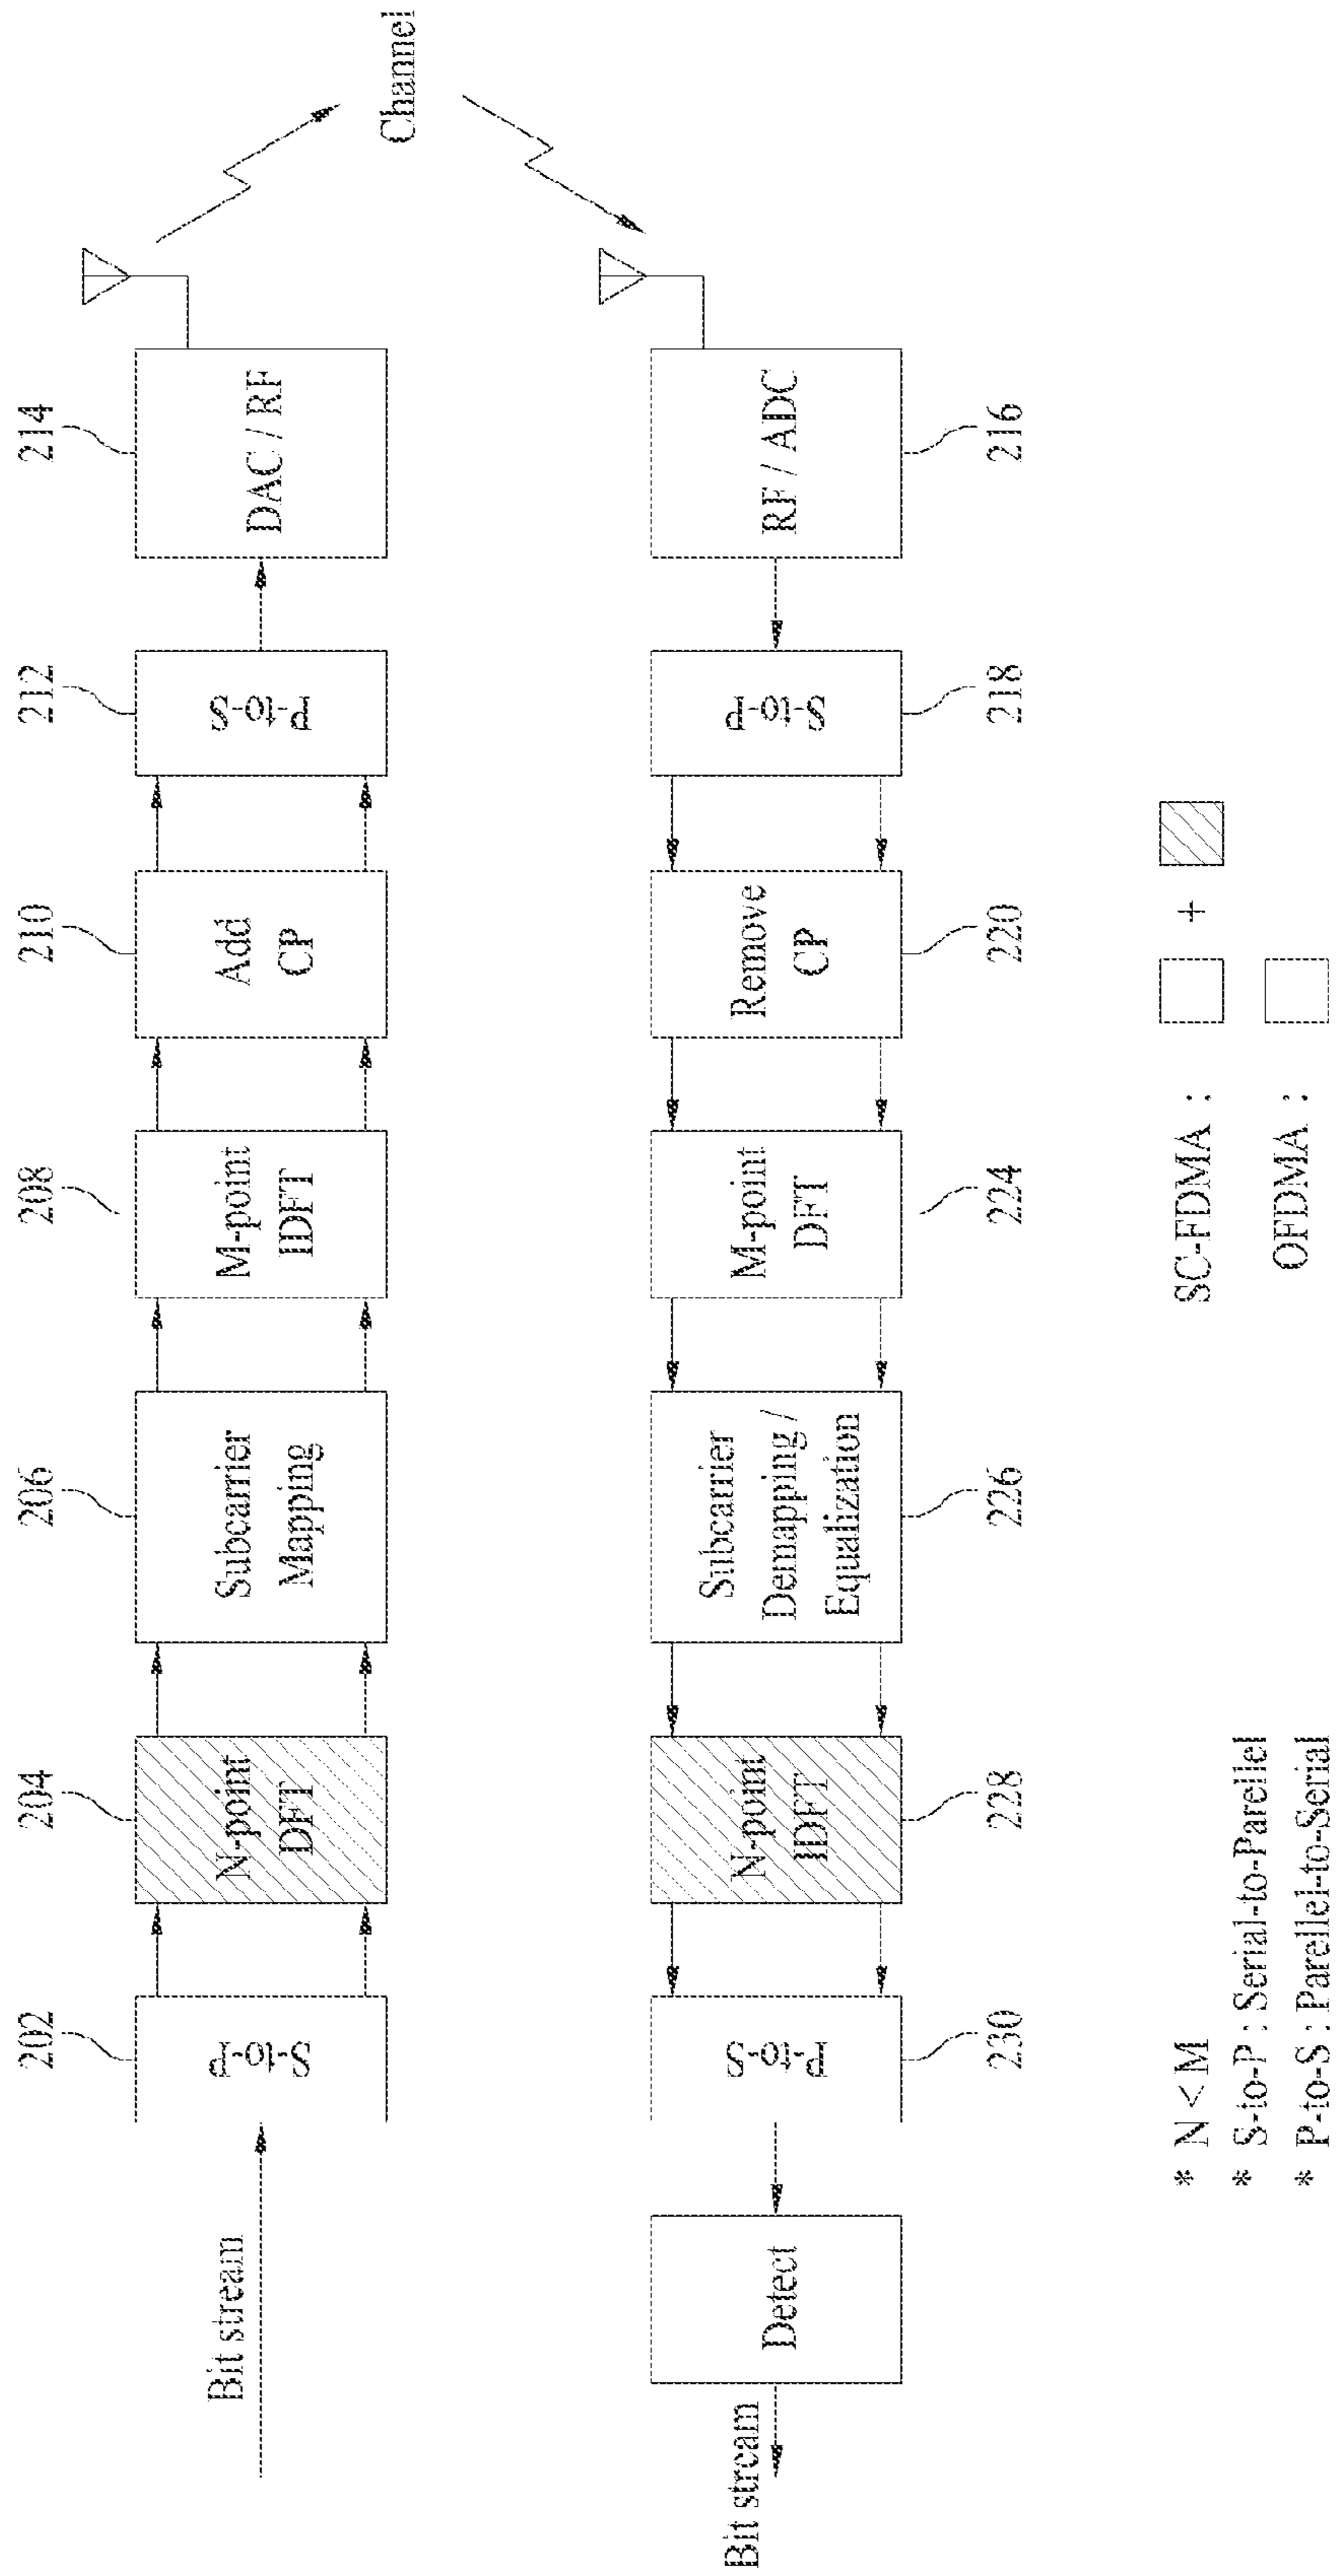 202
204
206
208
210
212
214
Bit stream
S-to-P
N-point
DFT
Subcarrier
Mapping
M-point
IDFT
Add
CP
P-to-S
DAC / RF
Channel
Bit stream
Detect
P-to-S
N-point
IDFT
Subcarrier
Demapping /
Equalization
M-point
DFT
Remove
CP
S-to-P
RF / ADC
230
228
226
224
220
218
216
* N < M
* S-to-P : Serial-to-Parellel
* P-to-S : Parellel-to-Serial
SC-FDMA : +
OFDMA :